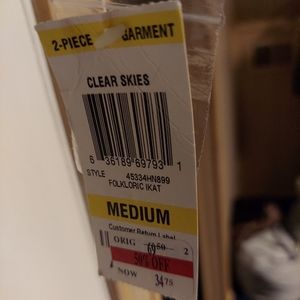 2-PIECE GARMENT
CLEAR SKIES
6 36189 69793 1
STYLE 45334HN899
FOLKLORIC IKAT
MEDIUM
Customer Return Label
ORIG 69.50 2
50% OFF
NOW 34.75